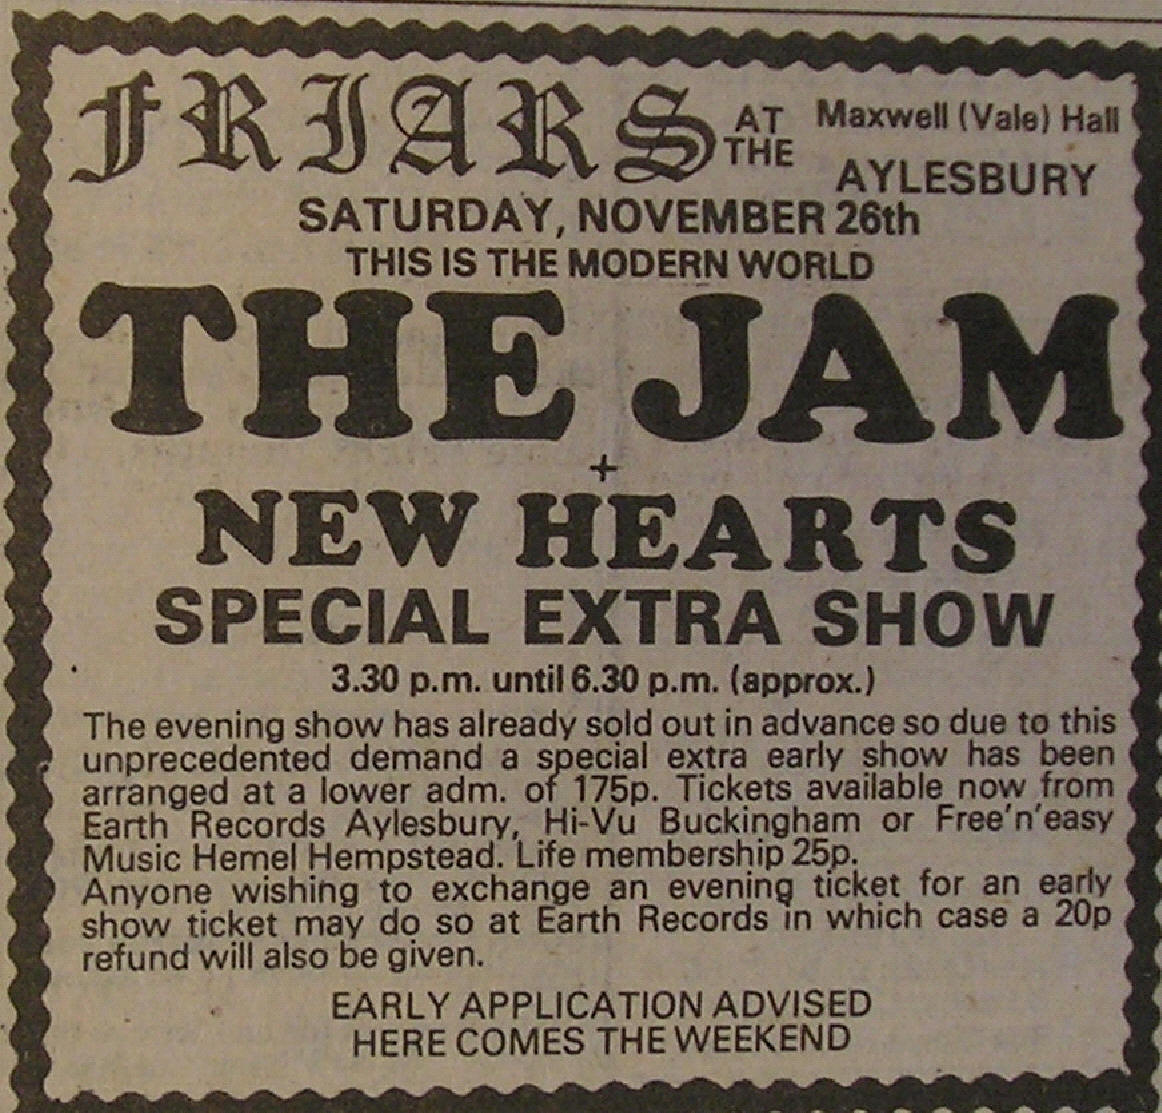 FRIARS AT THE Maxwell (Vale) Hall AYLESBURY
SATURDAY, NOVEMBER 26th
THIS IS THE MODERN WORLD
THE JAM
+
NEW HEARTS
SPECIAL EXTRA SHOW
3.30 p.m. until 6.30 p.m. (approx.)
The evening show has already sold out in advance so due to this
unprecedented demand a special extra early show has been
arranged at a lower adm. of 175p. Tickets available now from
Earth Records Aylesbury, Hi-Vu Buckingham or Free'n'easy
Music Hemel Hempstead. Life membership 25p.
Anyone wishing to exchange an evening ticket for an early
show ticket may do so at Earth Records in which case a 20p
refund will also be given.
EARLY APPLICATION ADVISED
HERE COMES THE WEEKEND